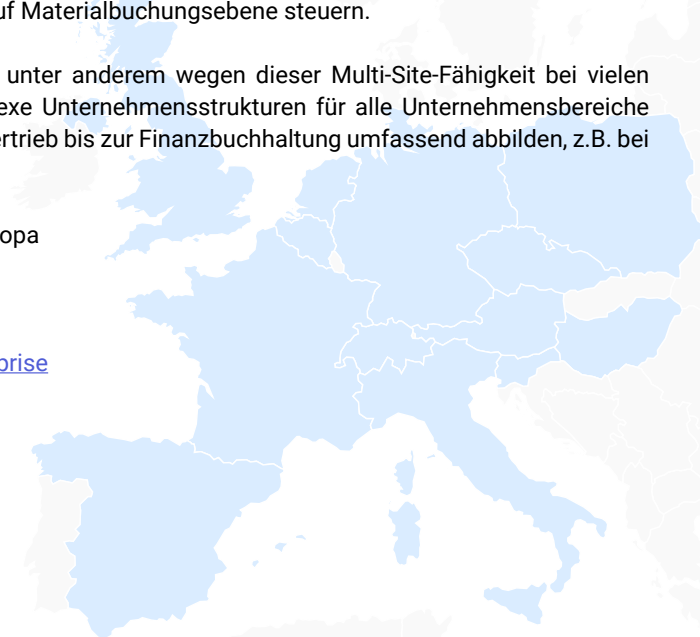 uf Materialbuchungsebene steuern.
unter anderem wegen dieser Multi-Site-Fähigkeit bei vielen
exe Unternehmensstrukturen für alle Unternehmensbereiche
ertrieb bis zur Finanzbuchhaltung umfassend abbilden, z.B. bei
opa
prise